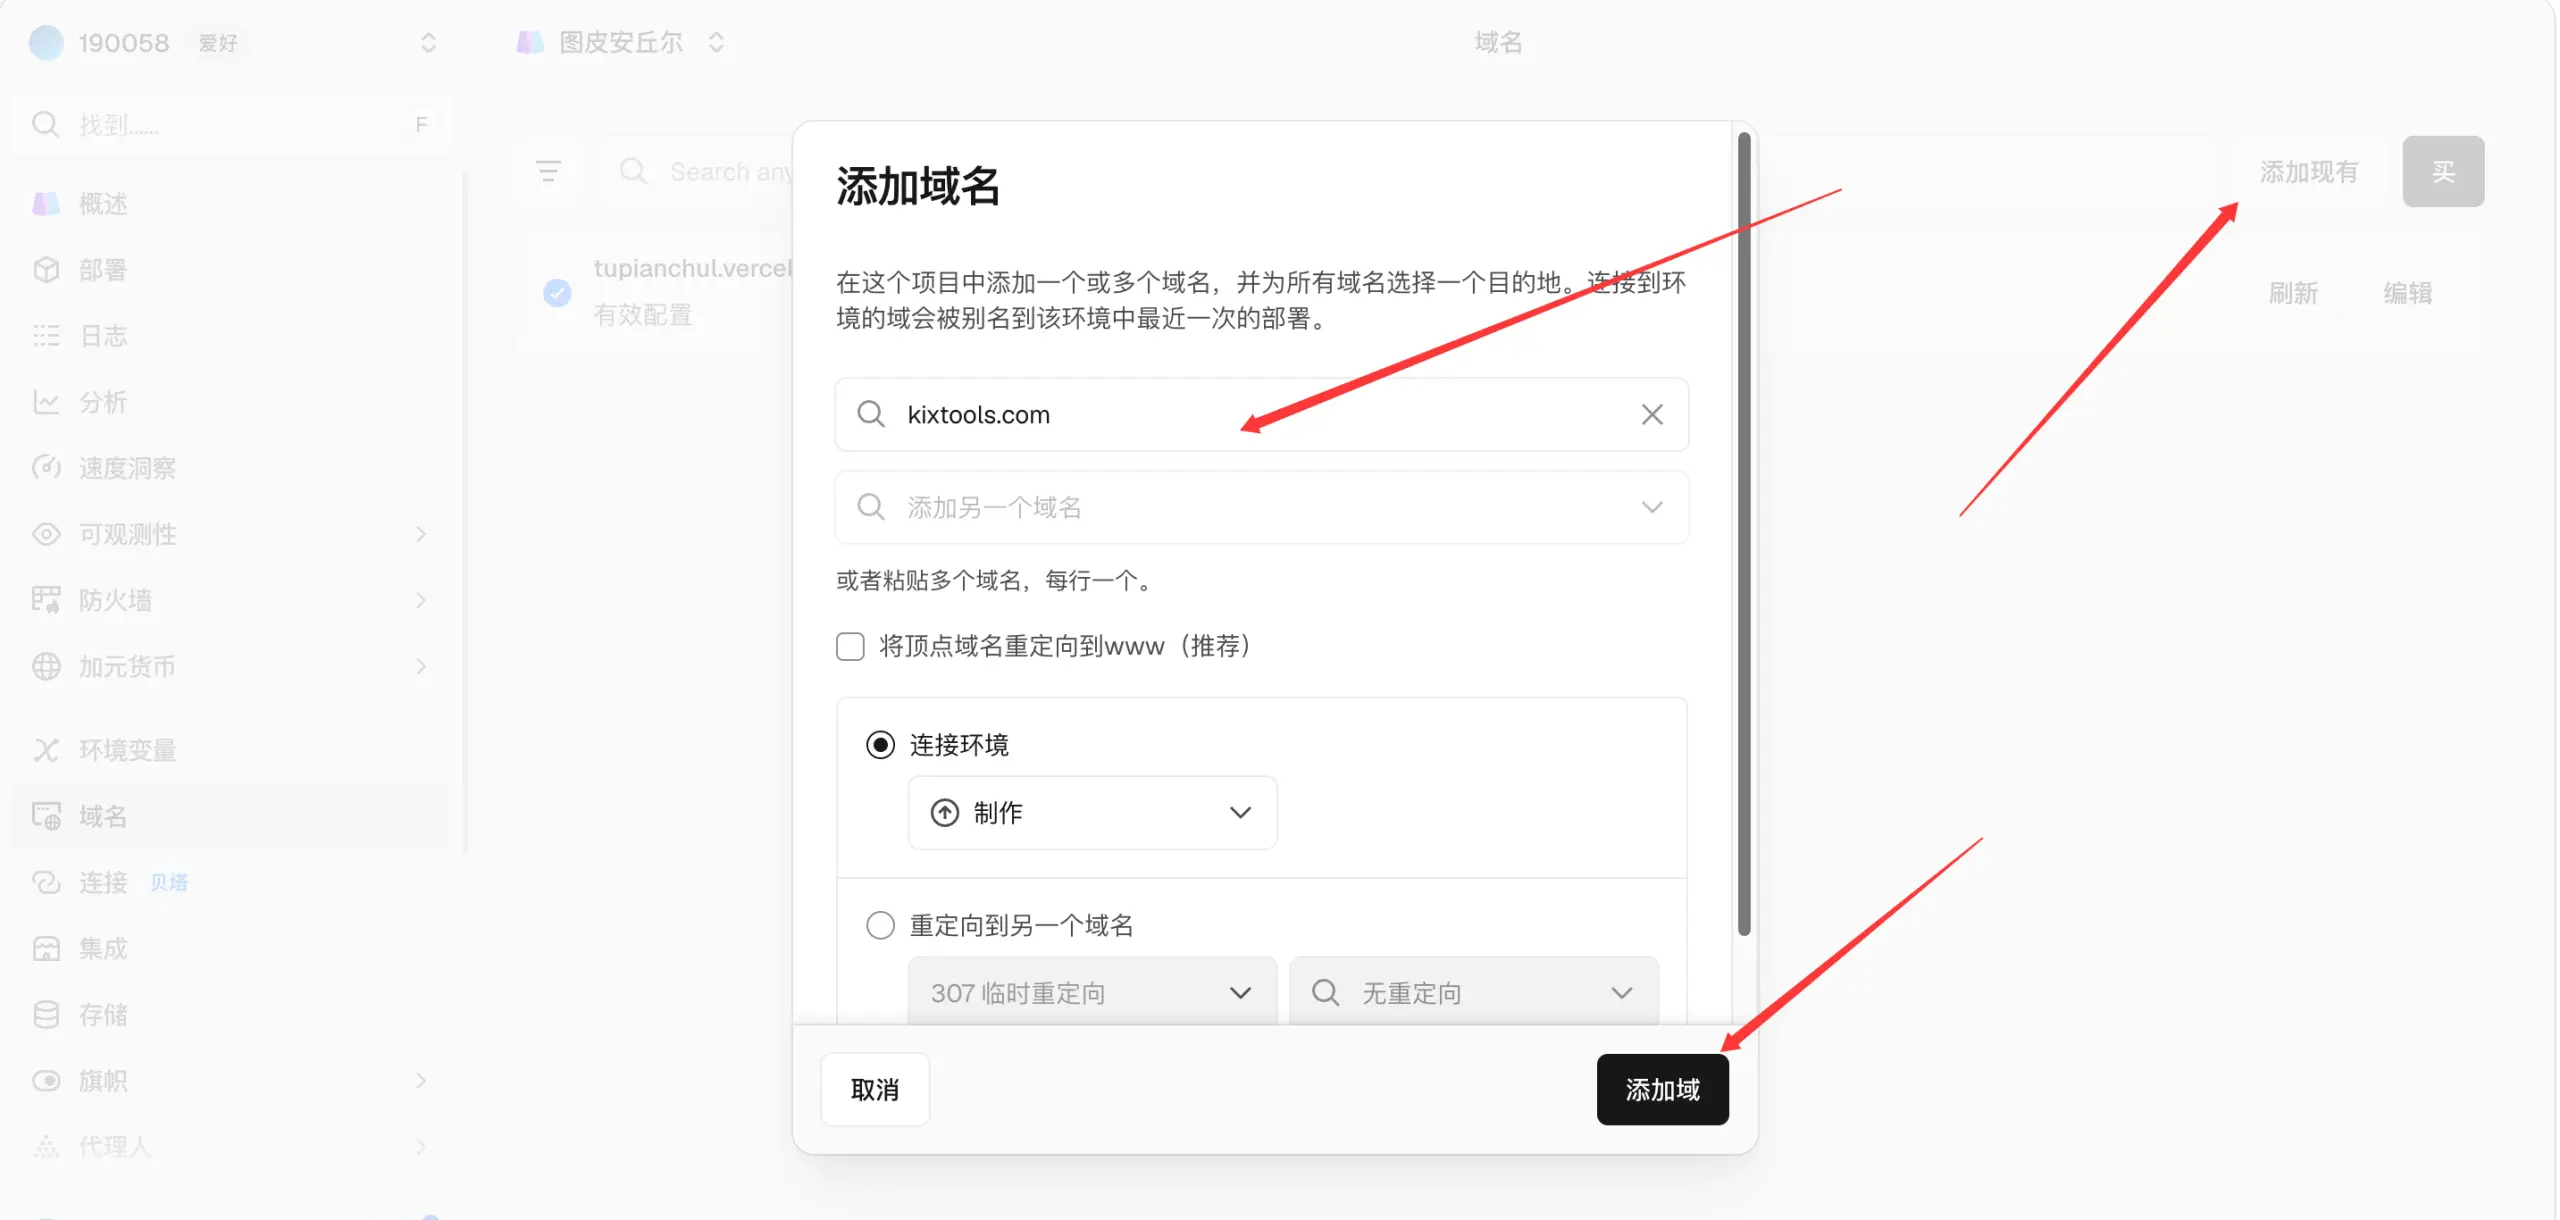 190058 爱好
图皮安丘尔
域名
找到...... F
概述
部署
日志
分析
速度洞察
可观测性
防火墙
加元货币
环境变量
域名
连接 贝塔
集成
存储
旗帜
代理人
Search any
添加现有
买
tupianchul.vercel
有效配置
刷新
编辑
添加域名
在这个项目中添加一个或多个域名，并为所有域名选择一个目的地。连接到环
境的域会被别名到该环境中最近一次的部署。
kixtools.com
添加另一个域名
或者粘贴多个域名，每行一个。
将顶点域名重定向到www（推荐）
连接环境
制作
重定向到另一个域名
307 临时重定向
无重定向
取消
添加域